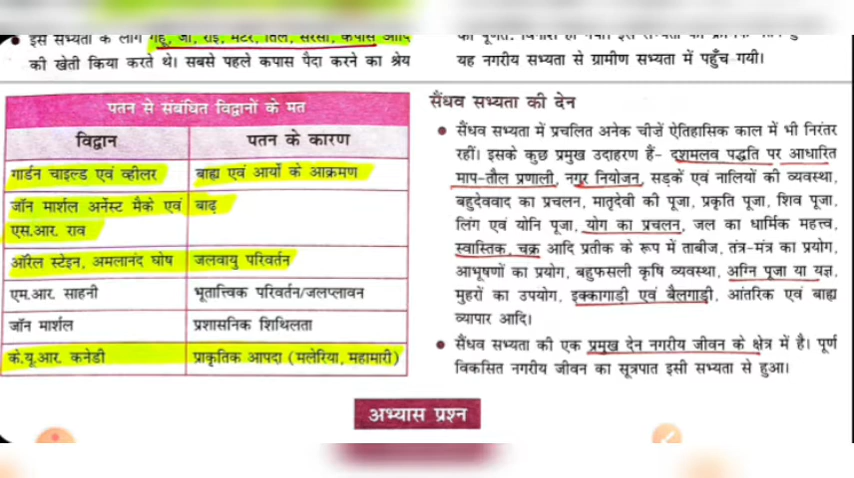 इस सभ्यता के लोग गेहूँ, जौ, राई, मटर, तिल, सरसों, कपास आदि
की खेती किया करते थे। सबसे पहले कपास पैदा करने का श्रेय
पतन से संबंधित विद्वानों के मत
विद्वान पतन के कारण
गार्डन चाइल्ड एवं व्हीलर बाह्य एवं आर्यों के आक्रमण
जॉन मार्शल अर्नेस्ट मैके एवं बाढ़
एस.आर. राव
ऑरेल स्टेइन, अमलानंद घोष जलवायु परिवर्तन
एम.आर. साहनी भूतात्त्विक परिवर्तन/जलप्लावन
जॉन मार्शल प्रशासनिक शिथिलता
के.यू.आर. कनेडी प्राकृतिक आपदा (मलेरिया, महामारी)
यह नगरीय सभ्यता से ग्रामीण सभ्यता में पहुँच गयी।
सैंधव सभ्यता की देन
● सैंधव सभ्यता में प्रचलित अनेक चीजें ऐतिहासिक काल में भी निरंतर
रहीं। इसके कुछ प्रमुख उदाहरण हैं- दशमलव पद्धति पर आधारित
माप-तौल प्रणाली, नगर नियोजन, सड़कों एवं नालियों की व्यवस्था,
बहुदेववाद का प्रचलन, मातृदेवी की पूजा, प्रकृति पूजा, शिव पूजा,
लिंग एवं योनि पूजा, योग का प्रचलन, जल का धार्मिक महत्त्व,
स्वास्तिक, चक्र आदि प्रतीक के रूप में ताबीज, तंत्र-मंत्र का प्रयोग,
आभूषणों का प्रयोग, बहुफसली कृषि व्यवस्था, अग्नि पूजा या यज्ञ,
मुहरों का उपयोग, इक्कागाड़ी एवं बैलगाड़ी, आंतरिक एवं बाह्य
व्यापार आदि।
● सैंधव सभ्यता की एक प्रमुख देन नगरीय जीवन के क्षेत्र में है। पूर्ण
विकसित नगरीय जीवन का सूत्रपात इसी सभ्यता से हुआ।
अभ्यास प्रश्न